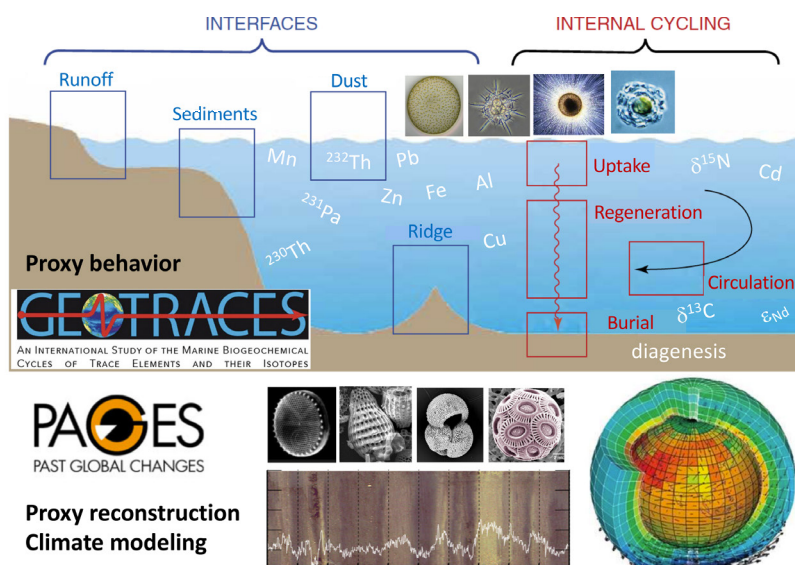 INTERFACES
INTERNAL CYCLING
Runoff
Sediments
Dust
Mn
²³²Th
Pb
Zn
Fe
Al
²³¹Pa
Cu
²³⁰Th
Ridge
Uptake
Regeneration
Circulation
Burial
δ¹⁵N
Cd
δ¹³C
εNd
diagenesis
Proxy behavior
GEOTRACES
AN INTERNATIONAL STUDY OF THE MARINE BIOGEOCHEMICAL
CYCLES OF TRACE ELEMENTS AND THEIR ISOTOPES
PAGES
PAST GLOBAL CHANGES
Proxy reconstruction
Climate modeling